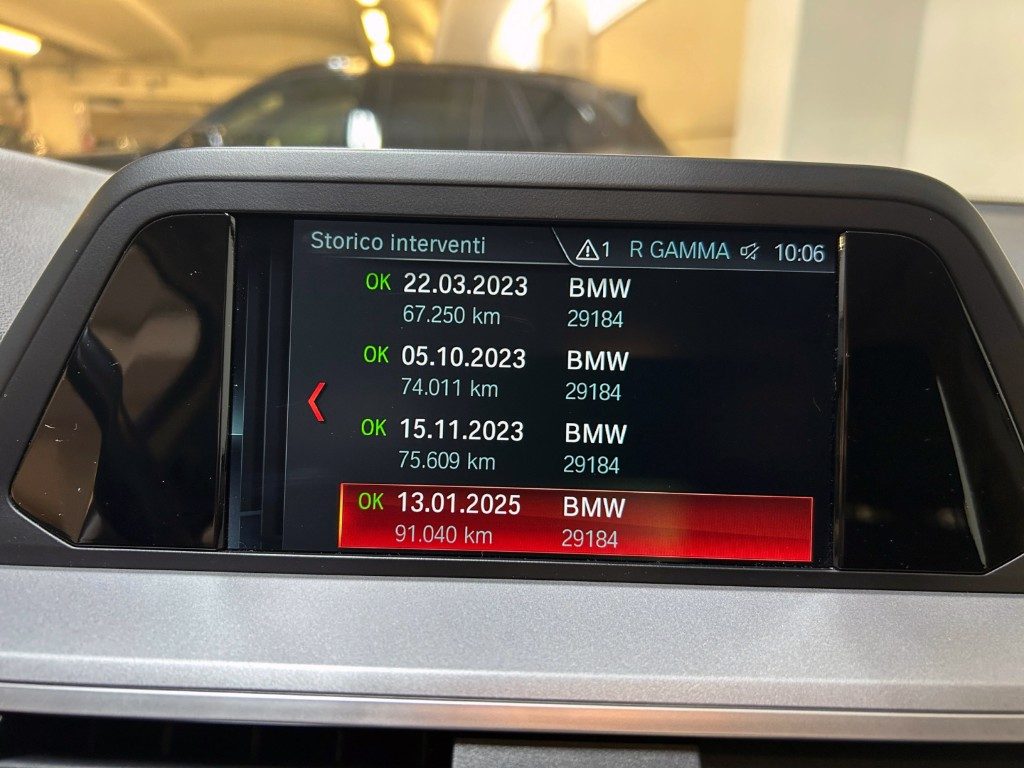 Storico interventi 1 R GAMMA 10:06
OK 22.03.2023 BMW
67.250 km 29184
OK 05.10.2023 BMW
74.011 km 29184
OK 15.11.2023 BMW
75.609 km 29184
OK 13.01.2025 BMW
91.040 km 29184